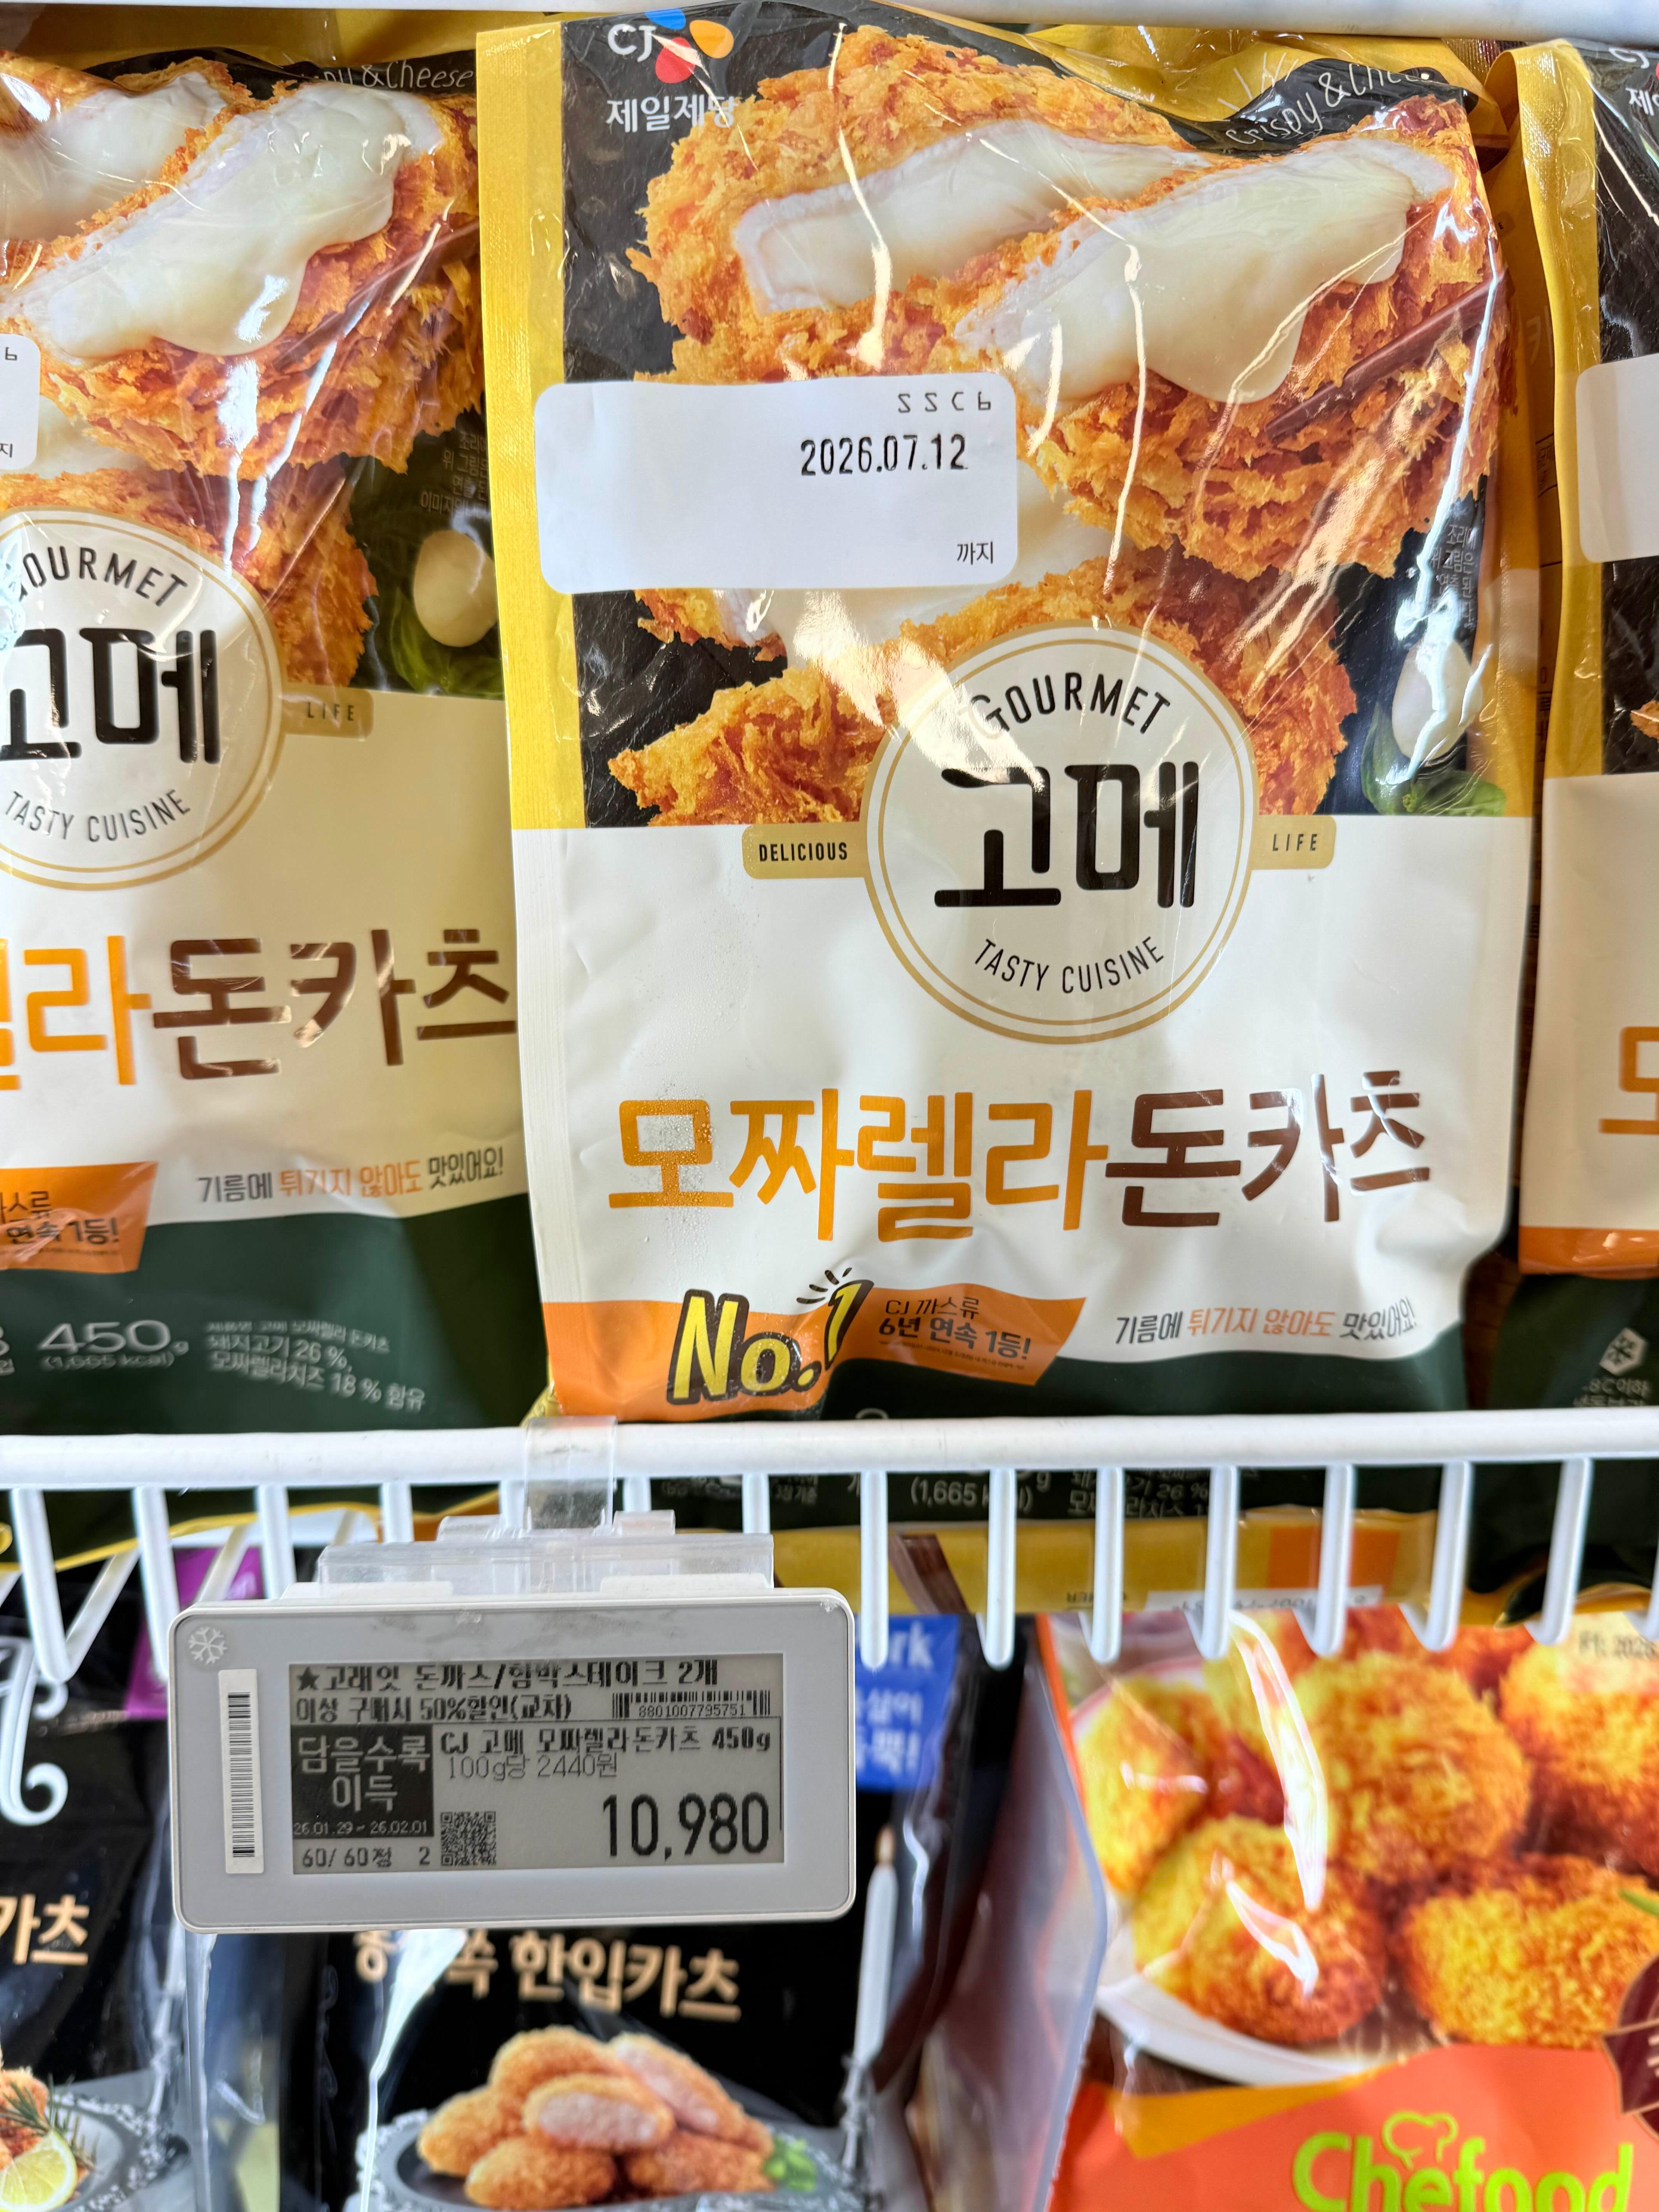 CJ
제일제당
Crispy &
& Cheese
2026.07.12
까지
GOURMET
고메
TASTY CUISINE
DELICIOUS
LIFE
모짜렐라돈카츠
No.1
CJ 까스류
6년 연속 1등!
기름에 튀기지 않아도 맛있어요!
OURMET
고메
TASTY CUISINE
LIFE
라돈카츠
기름에 튀기지 않아도 맛있어요!
스류
연속 1등!
450g
(1,665 kcal)
돼지고기 26 %,
모짜렐라치즈 18 % 함유
(1,665
★고래잇 돈까스/함박스테이크 2개
이상 구매시 50%할인(교차)
8801007795751
담을수록
이득
CJ 고메 모짜렐라돈카츠 450g
100g당 2440원
10,980
26.01.29 ~ 26.02.01
60/ 60정 2
카츠
한입카츠
Chefood